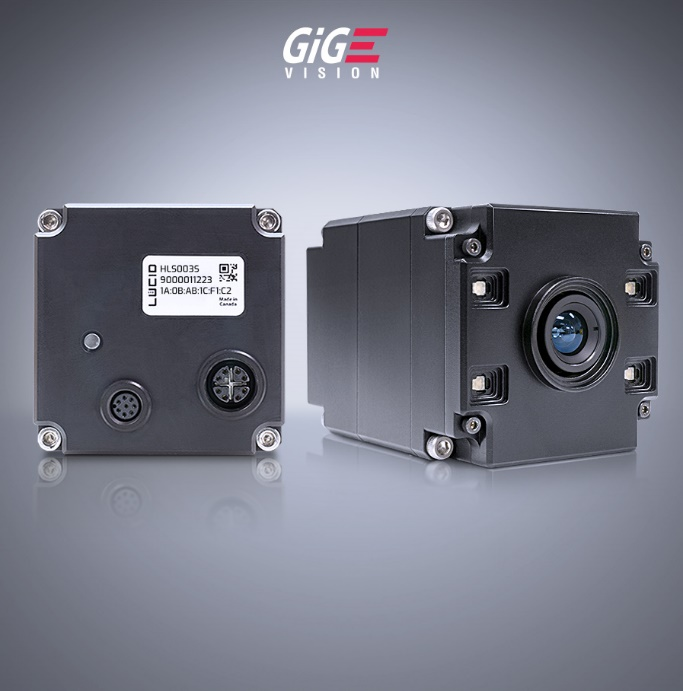 GiGE
VISION
LUCID
HLS003S
9000011223
1A:0B:AB:1C:F1:C2
Made in
Canada